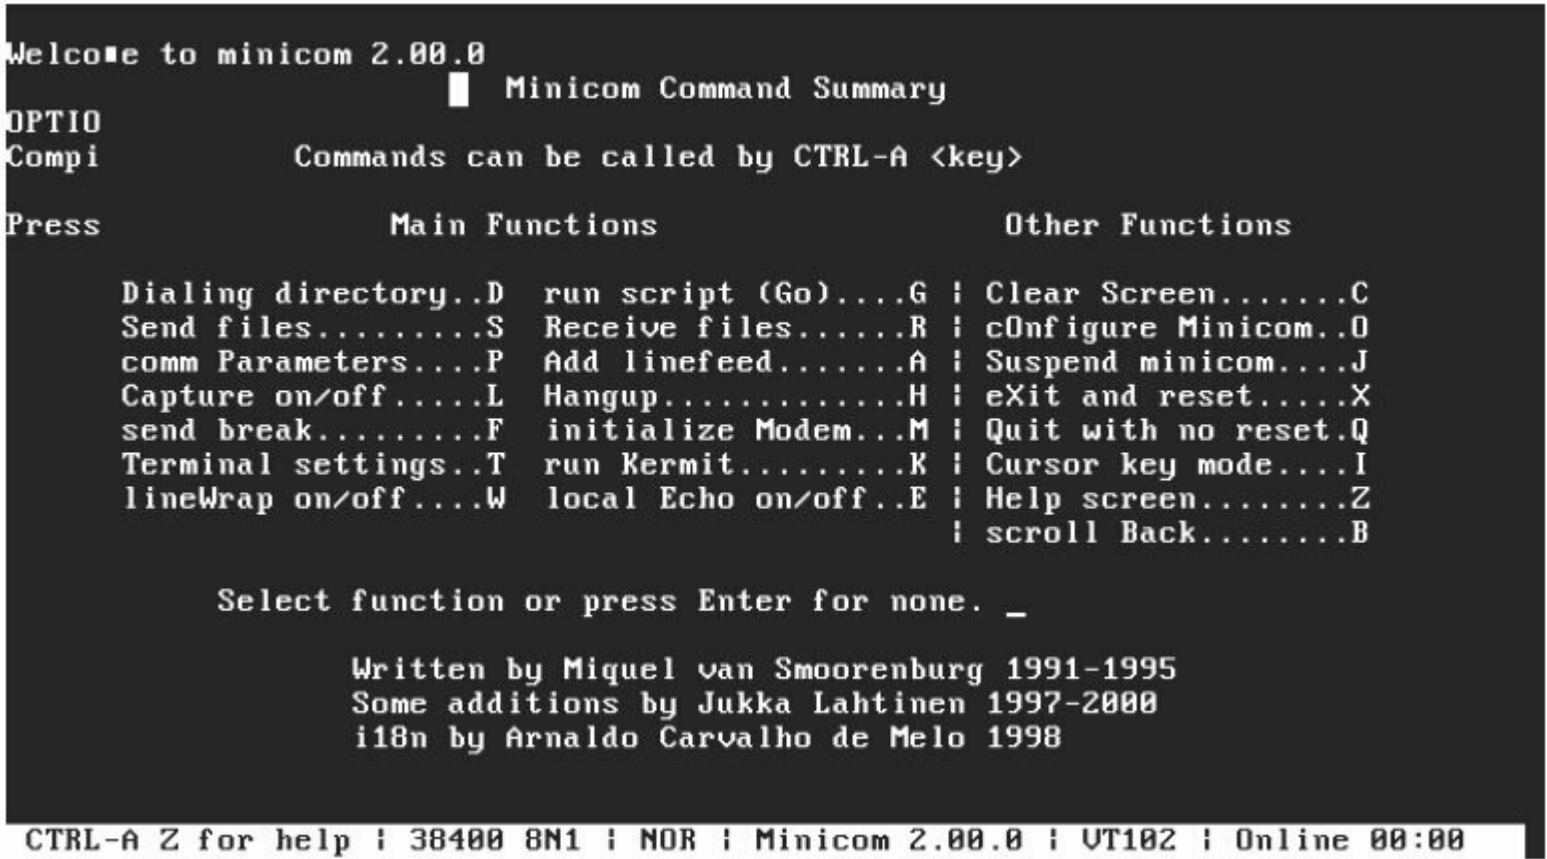 Welcome to minicom 2.00.0
Minicom Command Summary
OPTIO
Compi Commands can be called by CTRL-A <key>
Press Main Functions Other Functions
Dialing directory..D run script (Go)....G | Clear Screen.......C
Send files.........S Receive files......R | cOnfigure Minicom..O
comm Parameters....P Add linefeed.......A | Suspend minicom....J
Capture on/off.....L Hangup.............H | eXit and reset.....X
send break.........F initialize Modem...M | Quit with no reset.Q
Terminal settings..T run Kermit.........K | Cursor key mode....I
lineWrap on/off....W local Echo on/off..E | Help screen........Z
| scroll Back........B
Select function or press Enter for none. _
Written by Miquel van Smoorenburg 1991-1995
Some additions by Jukka Lahtinen 1997-2000
i18n by Arnaldo Carvalho de Melo 1998
CTRL-A Z for help | 38400 8N1 | NOR | Minicom 2.00.0 | VT102 | Online 00:00